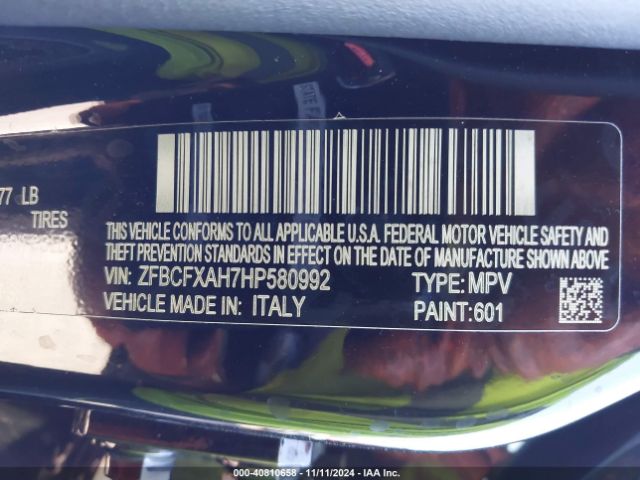 77 LB
TIRES
THIS VEHICLE CONFORMS TO ALL APPLICABLE U.S.A. FEDERAL MOTOR VEHICLE SAFETY AND
THEFT PREVENTION STANDARDS IN EFFECT ON THE DATE OF MANUFACTURE SHOWN ABOVE
VIN: ZFBCFXAH7HP580992 TYPE: MPV
VEHICLE MADE IN: ITALY PAINT:601
000-40810658 - 11/11/2024 - IAA Inc.